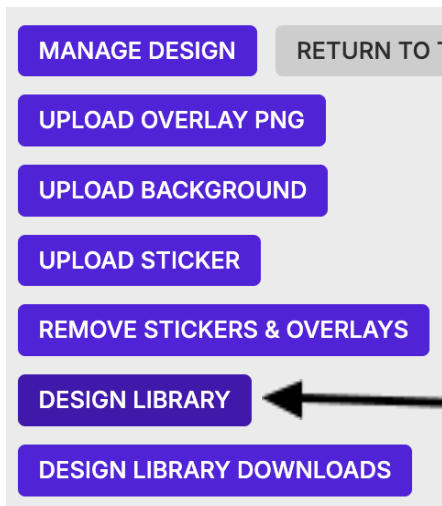 MANAGE DESIGN RETURN TO
UPLOAD OVERLAY PNG
UPLOAD BACKGROUND
UPLOAD STICKER
REMOVE STICKERS & OVERLAYS
DESIGN LIBRARY
DESIGN LIBRARY DOWNLOADS